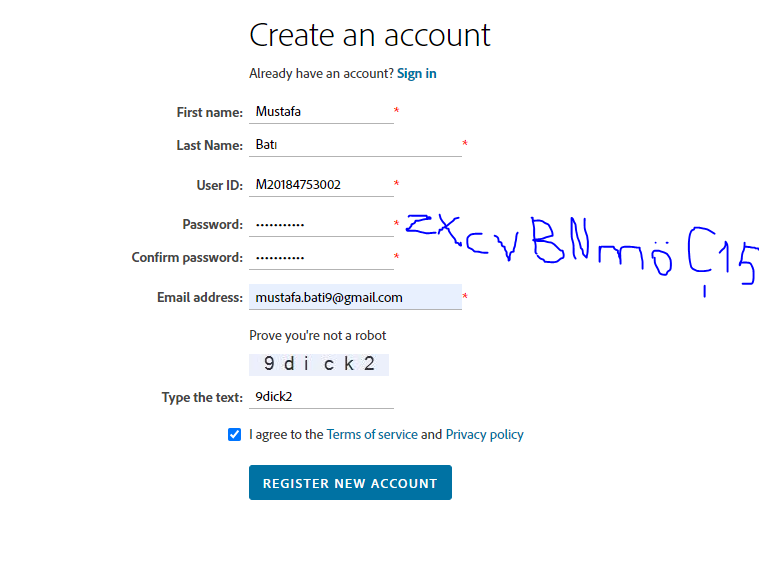 Create an account
Already have an account? Sign in
First name: Mustafa *
Last Name: Batı *
User ID: M20184753002 *
Password: ••••••••••• * zXcvBNmöÇ15
Confirm password: ••••••••••• *
Email address: mustafa.bati9@gmail.com *
Prove you're not a robot
9 d i c k 2
Type the text: 9dick2
I agree to the Terms of service and Privacy policy
REGISTER NEW ACCOUNT